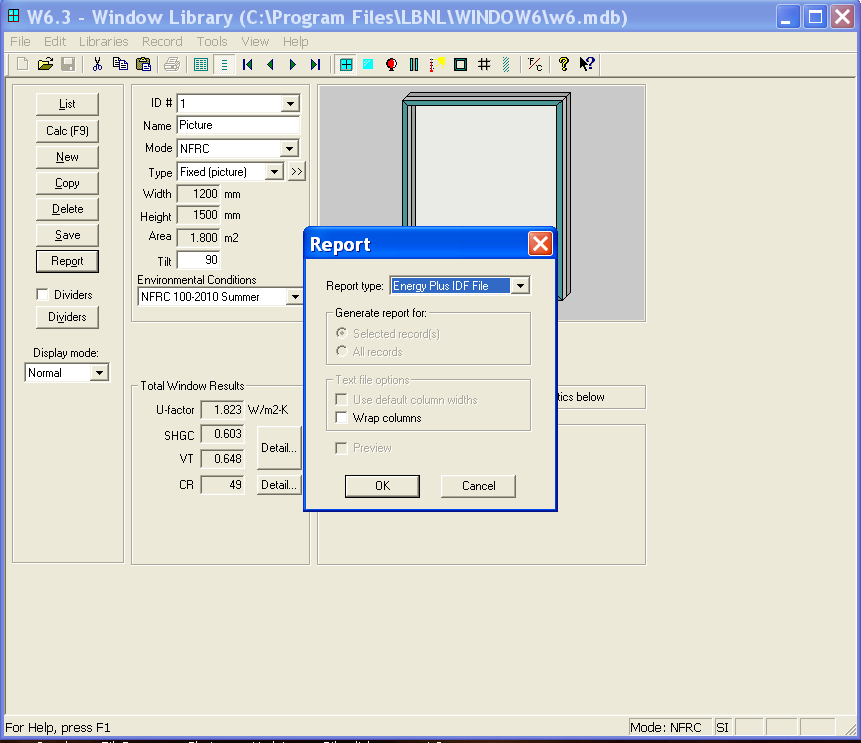 W6.3 - Window Library (C:\Program Files\LBNL\WINDOW6\w6.mdb)
File Edit Libraries Record Tools View Help
F/C
List
Calc (F9)
New
Copy
Delete
Save
Report
Dividers
Dividers
Display mode:
Normal
ID # 1
Name Picture
Mode NFRC
Type Fixed (picture) >>
Width 1200 mm
Height 1500 mm
Area 1.800 m2
Tilt 90
Environmental Conditions
NFRC 100-2010 Summer
Total Window Results
U-factor 1.823 W/m2-K
SHGC 0.603
VT 0.648
Detail...
CR 49 Detail...
tics below
Report
Report type: Energy Plus IDF File
Generate report for:
Selected record(s)
All records
Text file options
Use default column widths
Wrap columns
Preview
OK Cancel
For Help, press F1
Mode: NFRC SI